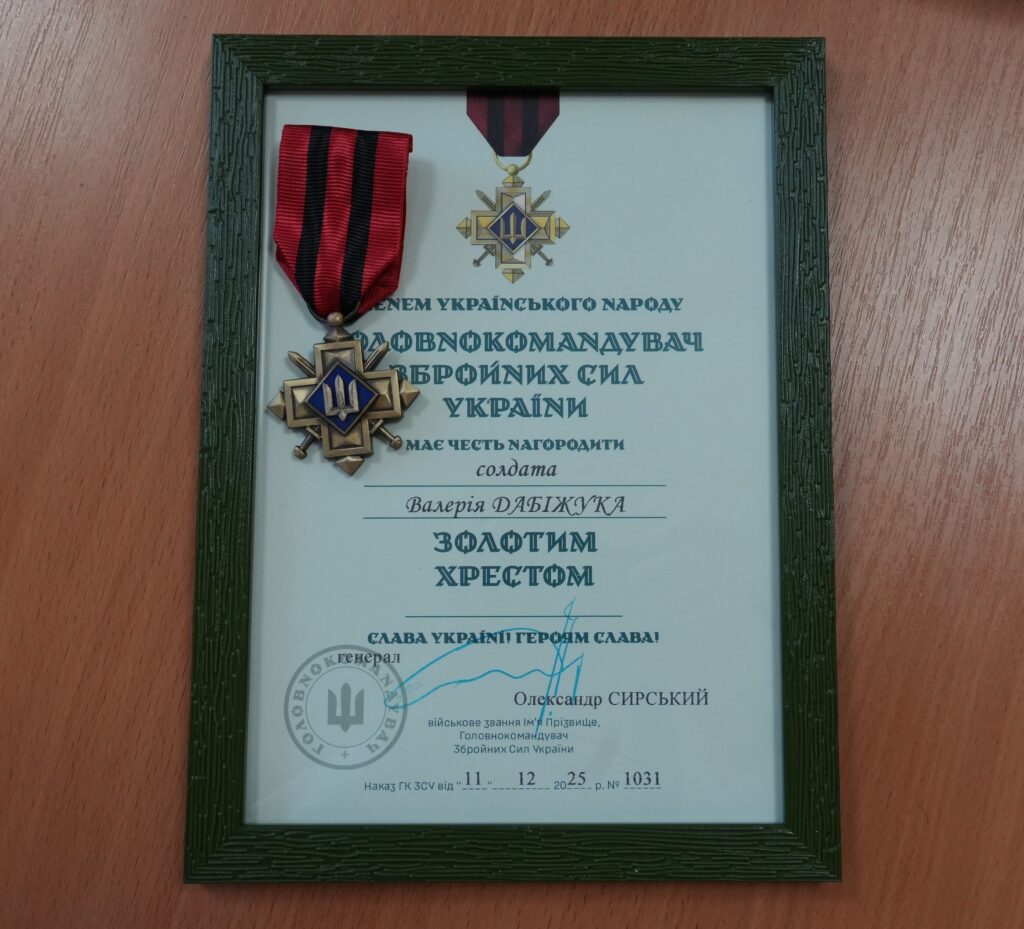 ЕНЕМ УКРАЇНСЬКОГО НАРОДУ
ОЛОВНОКОМАНДУВАЧ
ЗБРОЙНИХ СИЛ
УКРАЇНИ
МАЄ ЧЕСТЬ НАГОРОДИТИ
солдата
Валерія ДАБІЖУКА
ЗОЛОТИМ
ХРЕСТОМ
СЛАВА УКРАЇНІ! ГЕРОЯМ СЛАВА!
генерал
ГОЛОВНОКОМАНДУВАЧ
Олександр СИРСЬКИЙ
військове звання Ім'я Прізвище,
Головнокомандувач
Збройних Сил України
Наказ ГК ЗСУ від "11" 12 2025 р. № 1031